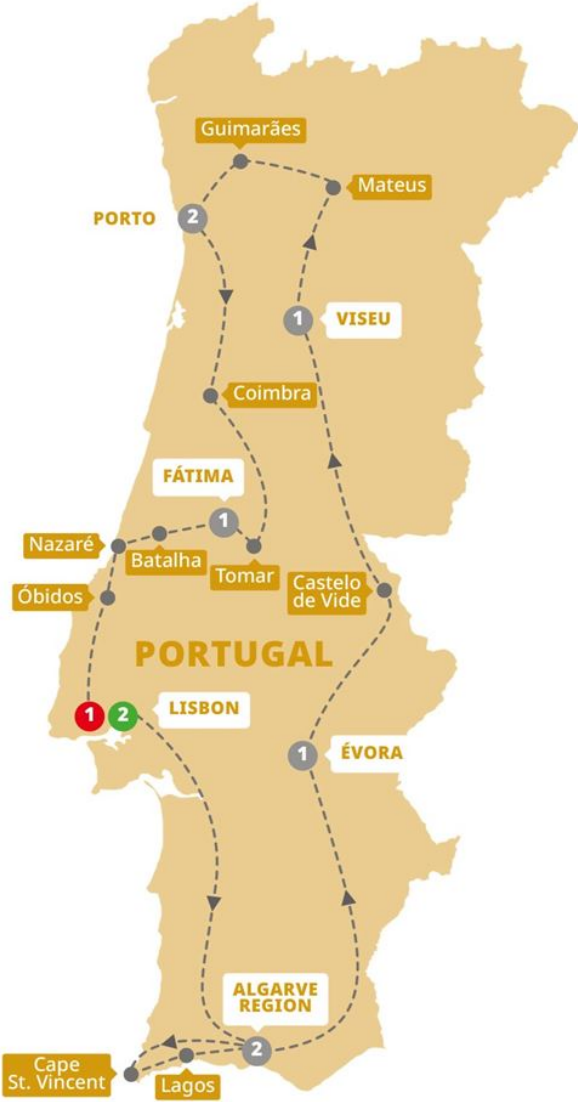 Guimarães
Mateus
PORTO
2
1
VISEU
Coimbra
FÁTIMA
1
Nazaré
Batalha
Tomar
Castelo
de Vide
Óbidos
PORTUGAL
1
2
LISBON
1
ÉVORA
ALGARVE
REGION
2
Cape
St. Vincent
Lagos